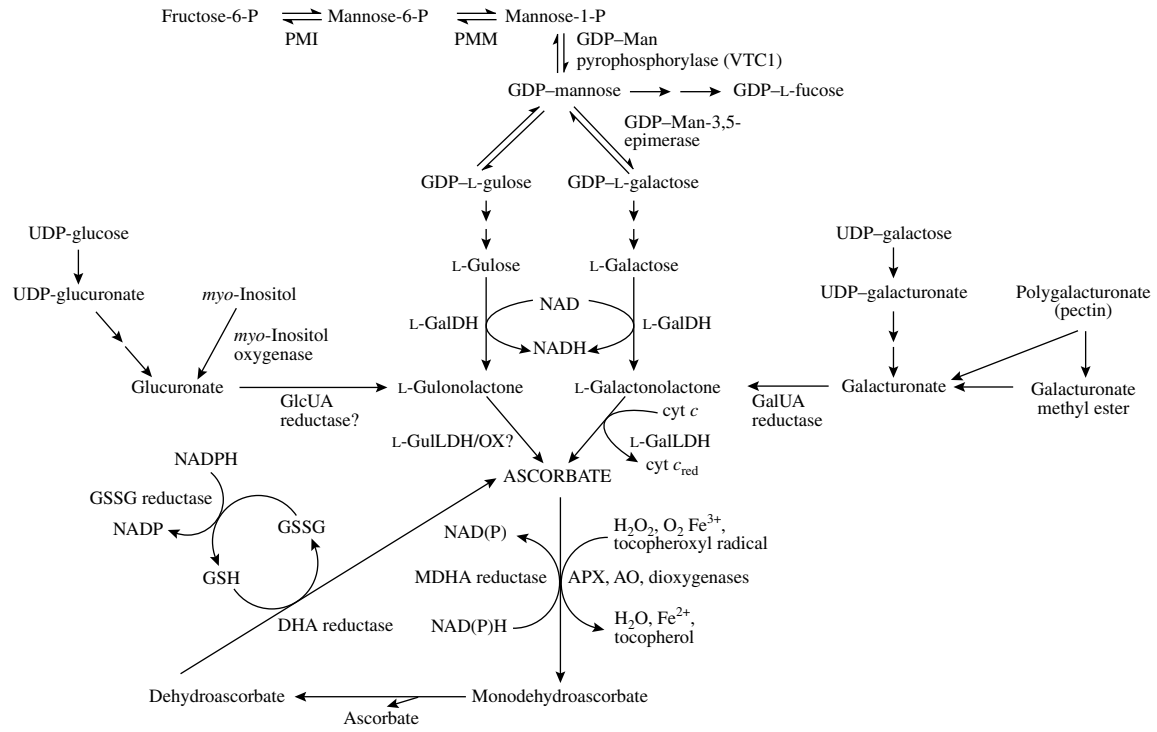 Fructose-6-P
Mannose-6-P
Mannose-1-P
PMI
PMM
GDP–Man
pyrophosphorylase (VTC1)
GDP–mannose
GDP–L-fucose
GDP–Man-3,5-
epimerase
GDP–L-gulose
GDP–L-galactose
UDP-glucose
UDP–galactose
L-Gulose
L-Galactose
UDP-glucuronate
myo-Inositol
UDP–galacturonate
Polygalacturonate
(pectin)
NAD
L-GalDH
L-GalDH
myo-Inositol
oxygenase
NADH
Glucuronate
L-Gulonolactone
L-Galactonolactone
Galacturonate
Galacturonate
methyl ester
GlcUA
reductase?
GalUA
reductase
cyt c
L-GulLDH/OX?
L-GalLDH
cyt c red
NADPH
ASCORBATE
GSSG reductase
NADP
GSSG
NAD(P)
H2O2, O2 Fe3+,
tocopheroxyl radical
GSH
MDHA reductase
APX, AO, dioxygenases
DHA reductase
NAD(P)H
H2O, Fe2+,
tocopherol
Dehydroascorbate
Monodehydroascorbate
Ascorbate